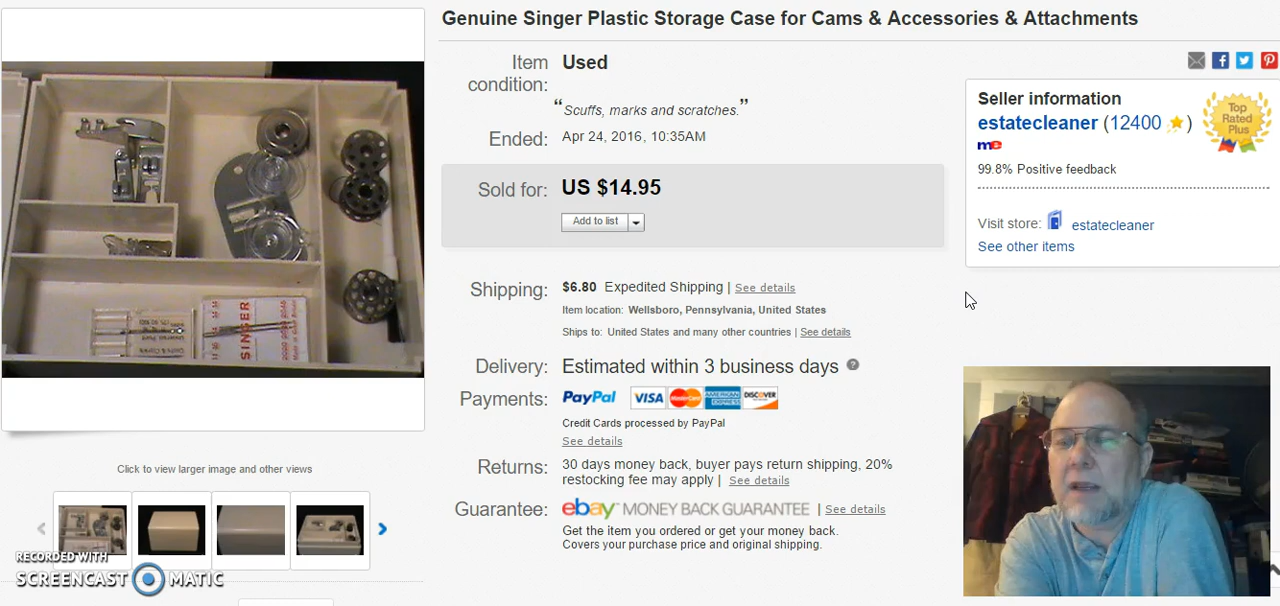 Genuine Singer Plastic Storage Case for Cams & Accessories & Attachments
Item condition:
Used
"Scuffs, marks and scratches."
Ended:
Apr 24, 2016, 10:35AM
Sold for:
US $14.95
Add to list
Shipping:
$6.80 Expedited Shipping | See details
Item location: Wellsboro, Pennsylvania, United States
Ships to: United States and many other countries | See details
Delivery:
Estimated within 3 business days
Payments:
PayPal VISA MasterCard AMERICAN EXPRESS DISCOVER
Credit Cards processed by PayPal
See details
Returns:
30 days money back, buyer pays return shipping, 20%
restocking fee may apply | See details
Guarantee:
ebay MONEY BACK GUARANTEE | See details
Get the item you ordered or get your money back.
Covers your purchase price and original shipping.
Seller information
estatecleaner (12400)
me
99.8% Positive feedback
Top
Rated
Plus
Visit store: estatecleaner
See other items
SINGER
Click to view larger image and other views
RECORDED WITH
SCREENCAST MATIC